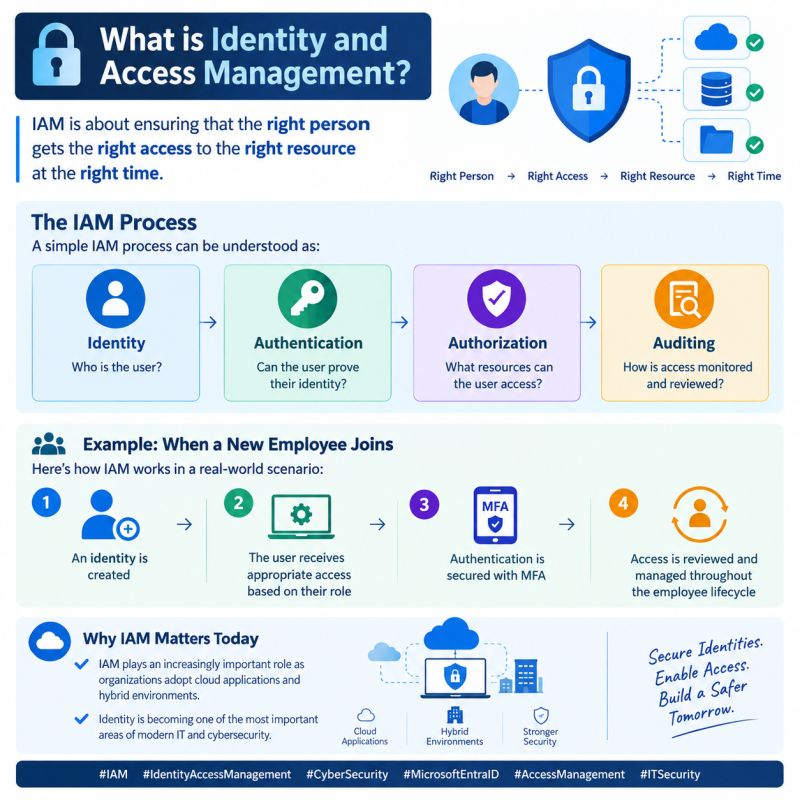 What is Identity and
Access Management?
IAM is about ensuring that the right person
gets the right access to the right resource
at the right time.
Right Person → Right Access → Right Resource → Right Time
The IAM Process
A simple IAM process can be understood as:
Identity
Who is the user?
Authentication
Can the user prove
their identity?
Authorization
What resources can
the user access?
Auditing
How is access monitored
and reviewed?
Example: When a New Employee Joins
Here's how IAM works in a real-world scenario:
1
An identity is
created
2
The user receives
appropriate access
based on their role
3
MFA
Authentication is
secured with MFA
4
Access is reviewed and
managed throughout
the employee lifecycle
Why IAM Matters Today
IAM plays an increasingly important role as
organizations adopt cloud applications and
hybrid environments.
Identity is becoming one of the most important
areas of modern IT and cybersecurity.
Cloud
Applications
Hybrid
Environments
Stronger
Security
Secure Identities.
Enable Access.
Build a Safer
Tomorrow.
#IAM #IdentityAccessManagement #CyberSecurity #MicrosoftEntraID #AccessManagement #ITSecurity